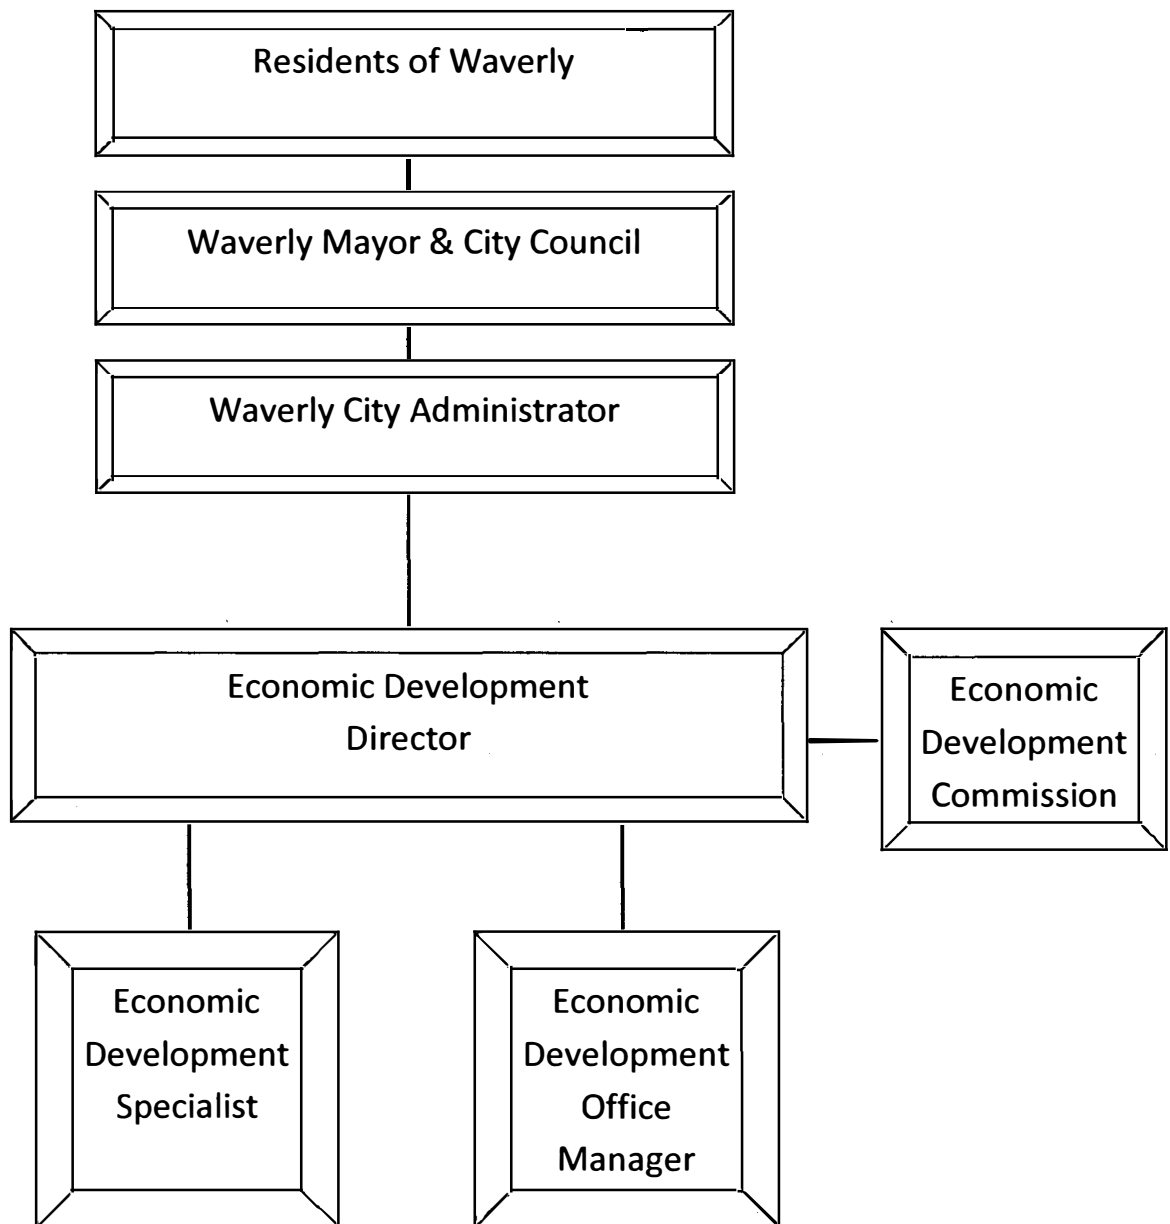 Residents of Waverly
Waverly Mayor & City Council
Waverly City Administrator
Economic Development
Director
Economic
Development
Commission
Economic
Development
Specialist
Economic
Development
Office
Manager